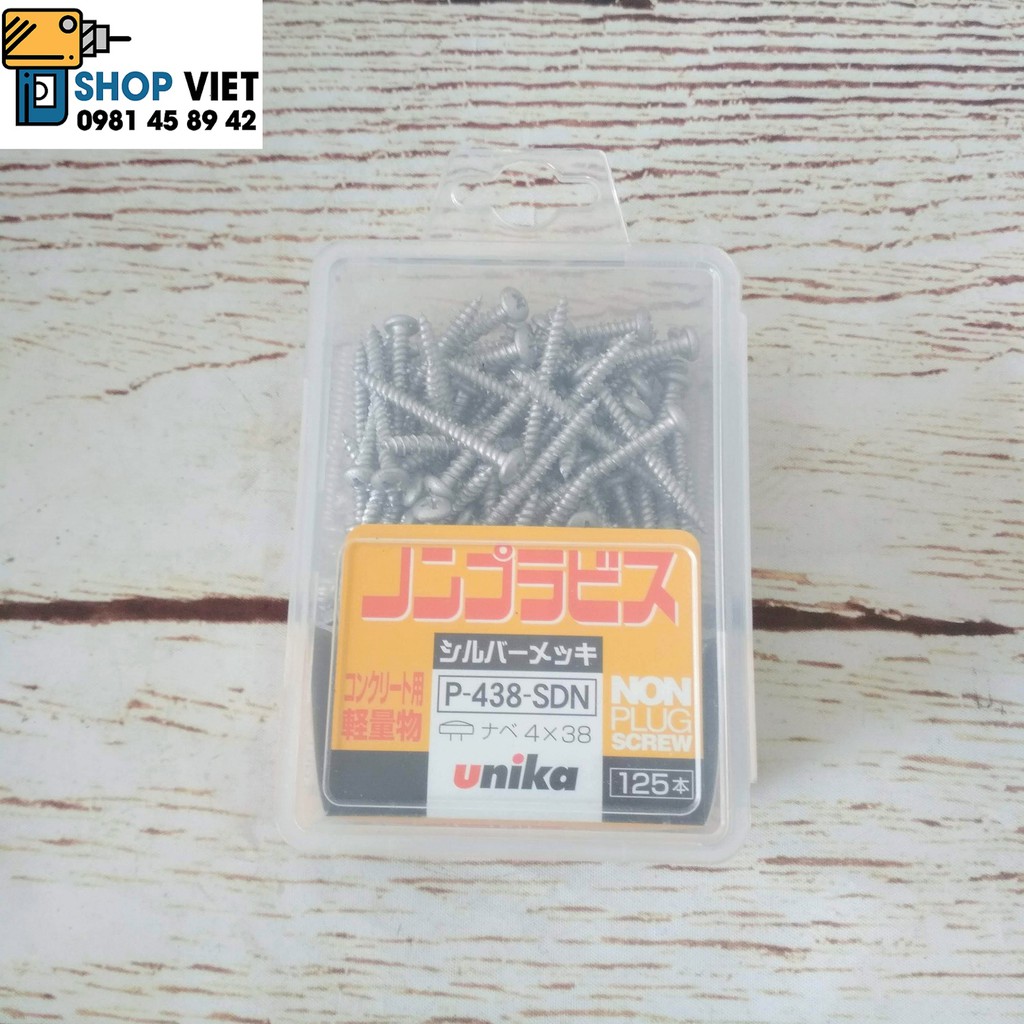 SHOP VIET
0981 45 89 42
ノンプラビス
シルバーメッキ
コンクリート用
軽量物
P-438-SDN
ナベ 4×38
unika
NON
PLUG
SCREW
125本